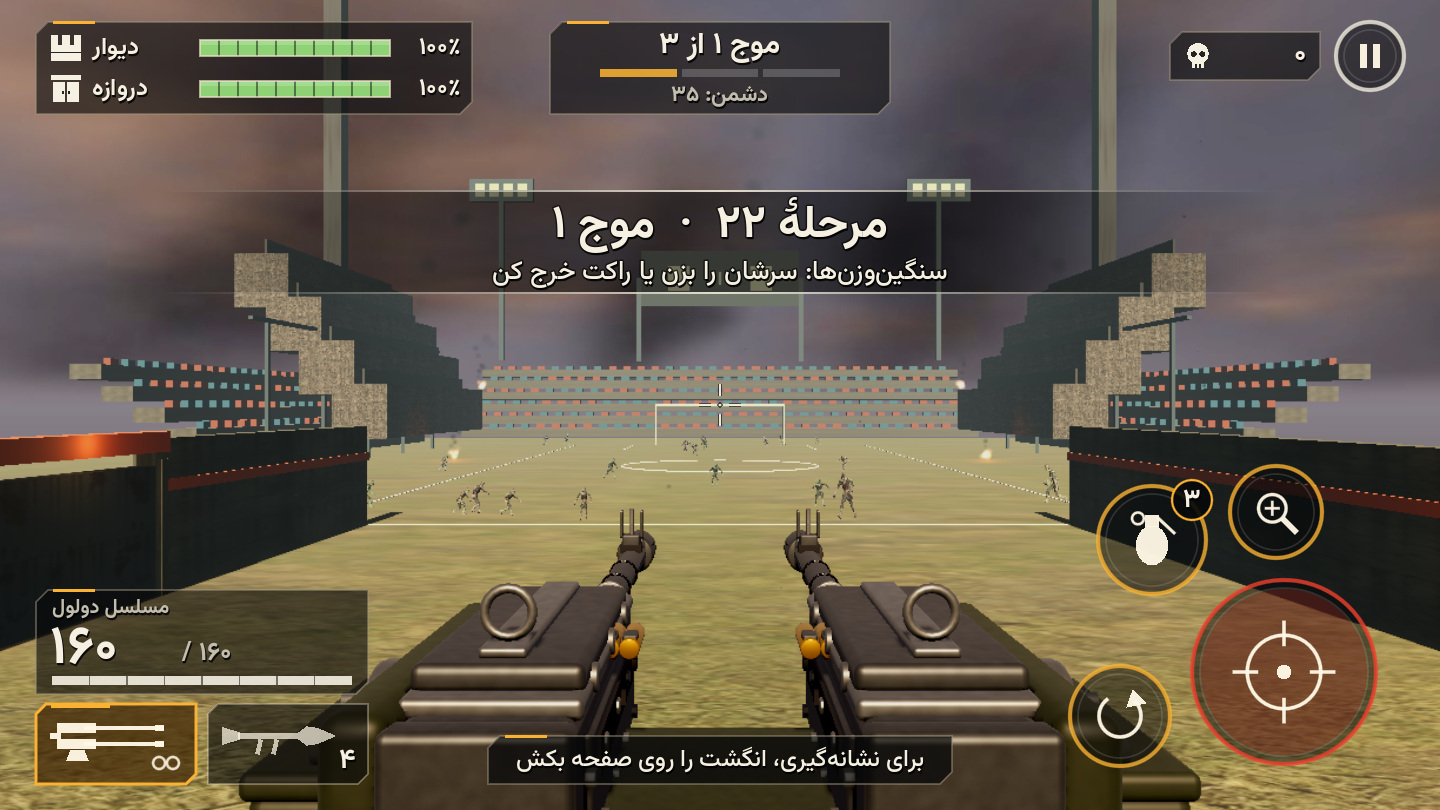 دیوار ۱۰۰٪
دروازه ۱۰۰٪
موج ۱ از ۳
دشمن: ۳۵
۰
مرحلهٔ ۲۲ · موج ۱
سنگین‌وزن‌ها: سرشان را بزن یا راکت خرج کن
۳
مسلسل دولول
۱۶۰ / ۱۶۰
∞
۴
برای نشانه‌گیری، انگشت را روی صفحه بکش